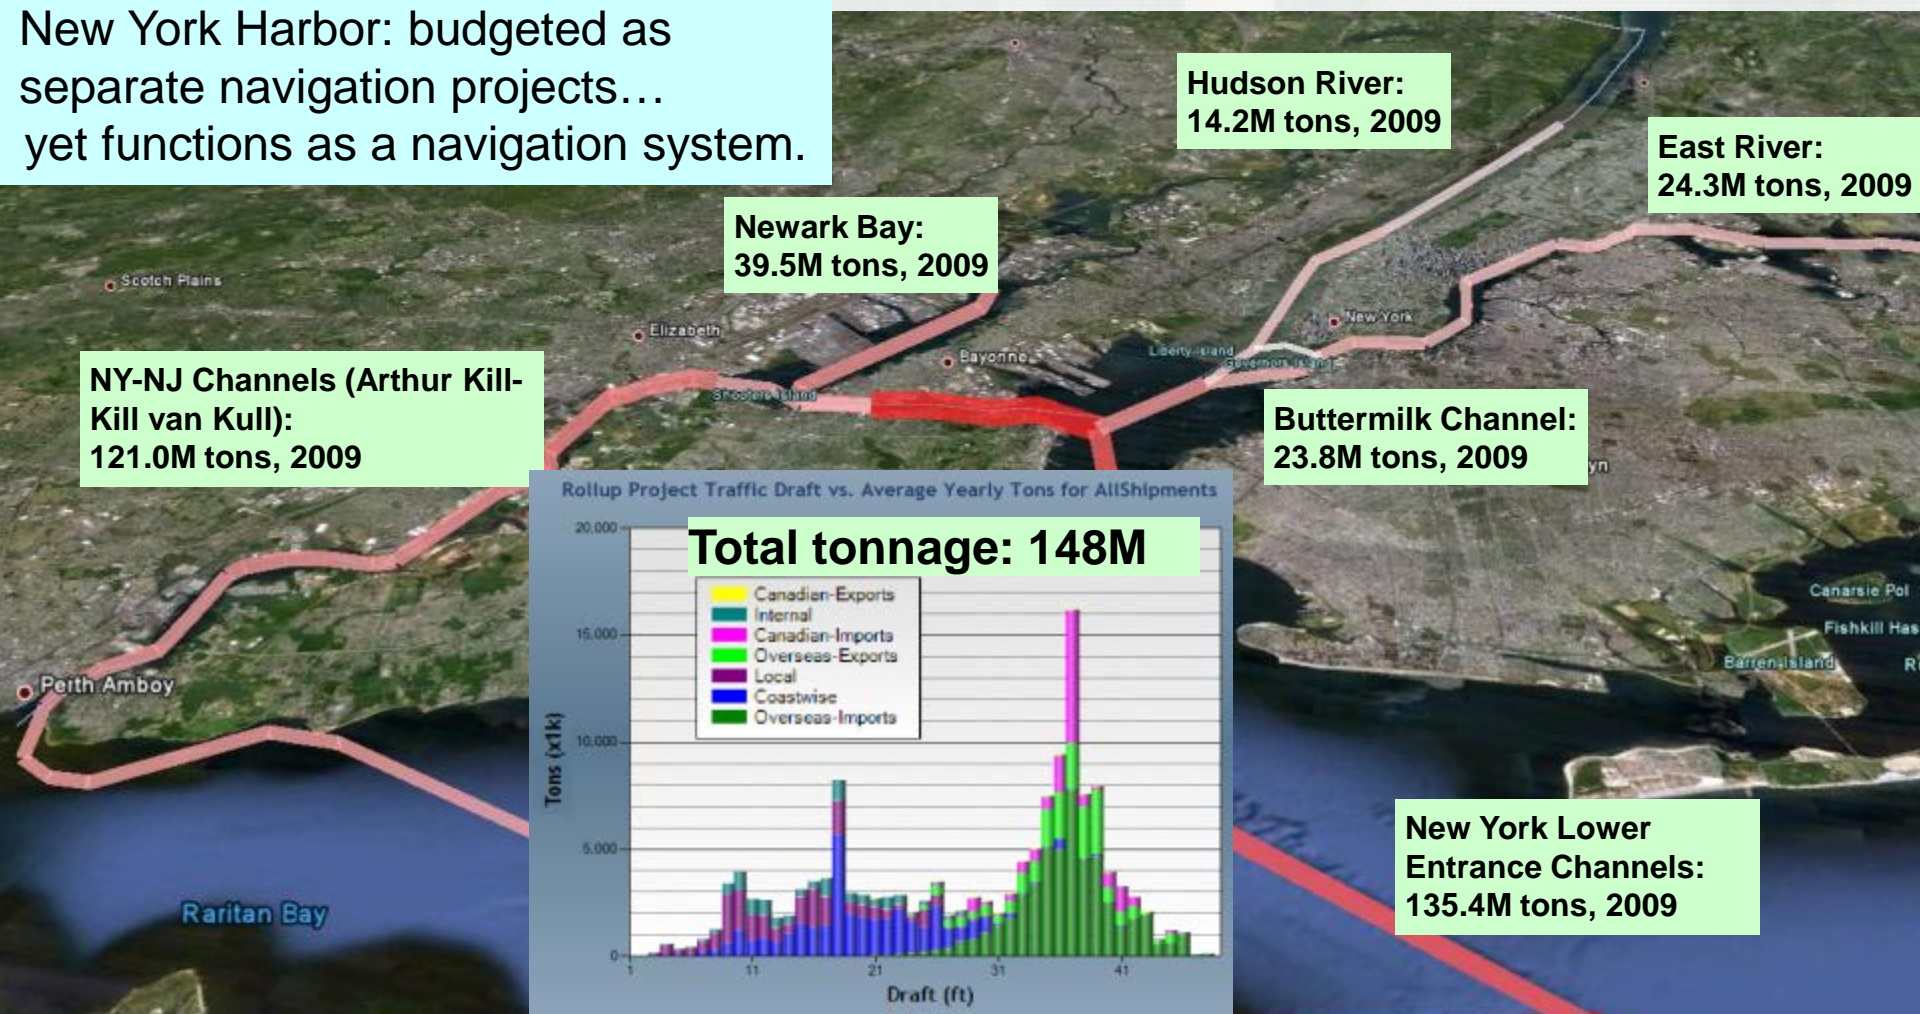 New York Harbor: budgeted as
separate navigation projects…
yet functions as a navigation system.
Hudson River:
14.2M tons, 2009
East River:
24.3M tons, 2009
Newark Bay:
39.5M tons, 2009
Scotch Plains
Elizabeth
New York
Bayonne
Liberty Island
Governors Island
Shooters Island
NY-NJ Channels (Arthur Kill-
Kill van Kull):
121.0M tons, 2009
Buttermilk Channel:
23.8M tons, 2009
yn
Rollup Project Traffic Draft vs. Average Yearly Tons for AllShipments
Total tonnage: 148M
20,000
15,000
10,000
5,000
0
Tons (x1k)
Canadian-Exports
Internal
Canadian-Imports
Overseas-Exports
Local
Coastwise
Overseas-Imports
1
11
21
31
41
Draft (ft)
Perth Amboy
Raritan Bay
Canarsie Pol
Fishkill Has
Barren Island
R
New York Lower
Entrance Channels:
135.4M tons, 2009